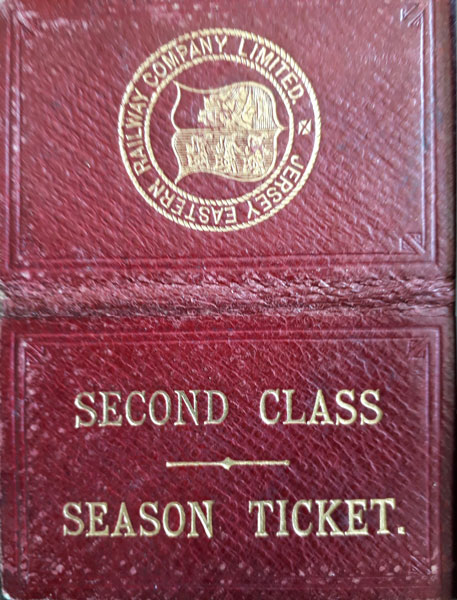 JERSEY EASTERN RAILWAY COMPANY, LIMITED.
SECOND CLASS
SEASON TICKET.